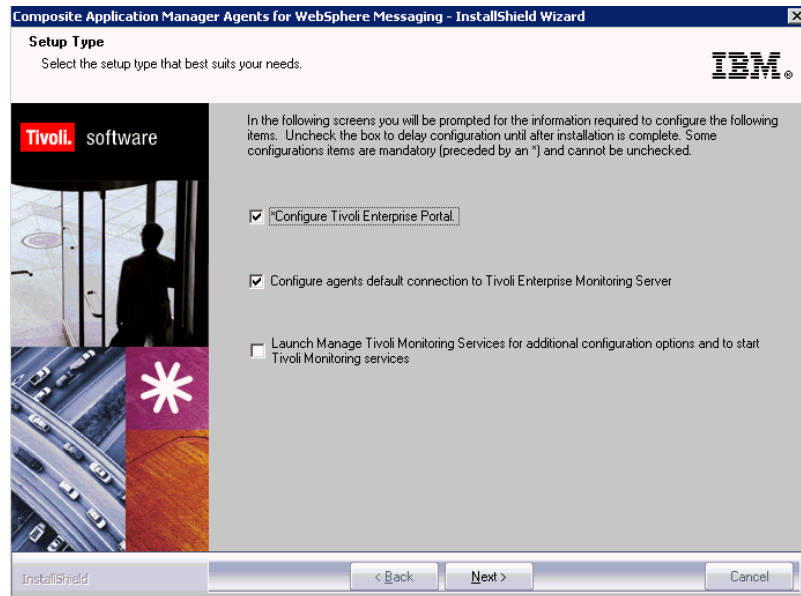 Composite Application Manager Agents for WebSphere Messaging - InstallShield Wizard
Setup Type
Select the setup type that best suits your needs.
IBM®
Tivoli. software
In the following screens you will be prompted for the information required to configure the following
items. Uncheck the box to delay configuration until after installation is complete. Some
configurations items are mandatory (preceded by an *) and cannot be unchecked.
*Configure Tivoli Enterprise Portal.
Configure agents default connection to Tivoli Enterprise Monitoring Server
Launch Manage Tivoli Monitoring Services for additional configuration options and to start
Tivoli Monitoring services
InstallShield
< Back
Next >
Cancel